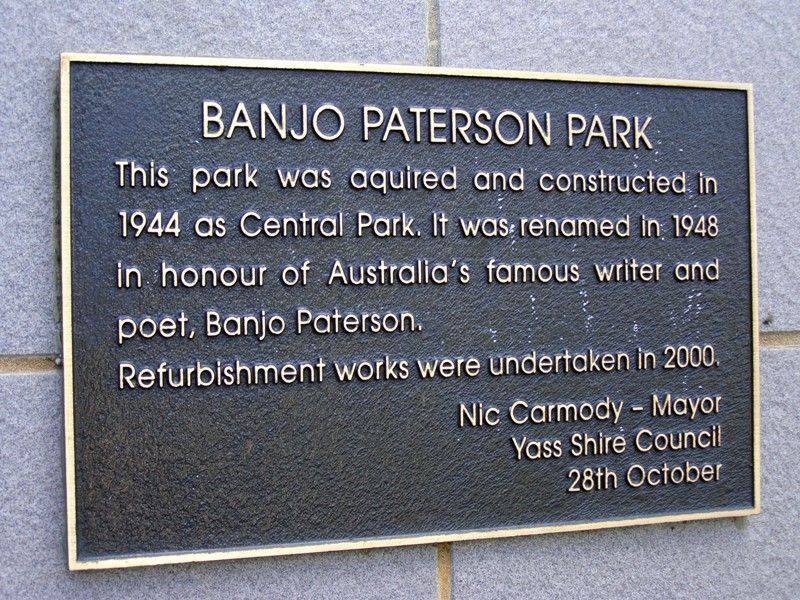 BANJO PATERSON PARK
This park was aquired and constructed in
1944 as Central Park. It was renamed in 1948
in honour of Australia's famous writer and
poet, Banjo Paterson.
Refurbishment works were undertaken in 2000.
Nic Carmody - Mayor
Yass Shire Council
28th October